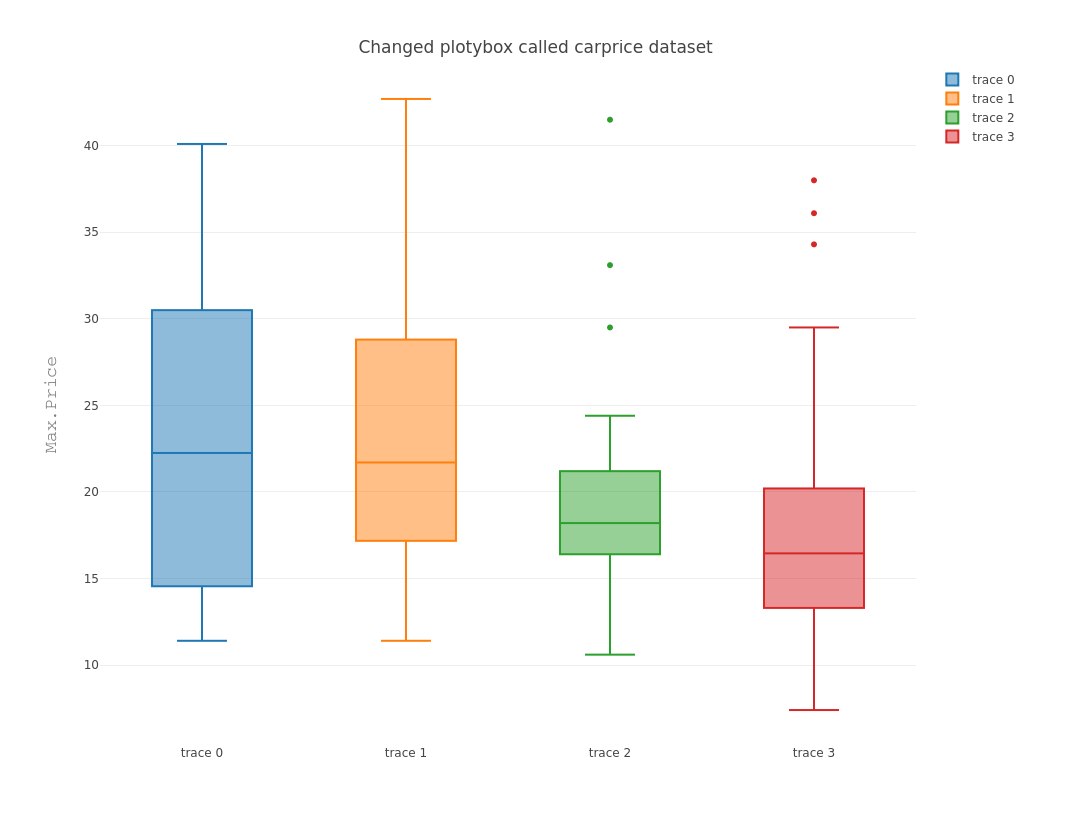 Changed plotybox called carprice dataset
trace 0
trace 1
trace 2
trace 3
40
35
30
25
20
15
10
Max.Price
trace 0
trace 1
trace 2
trace 3